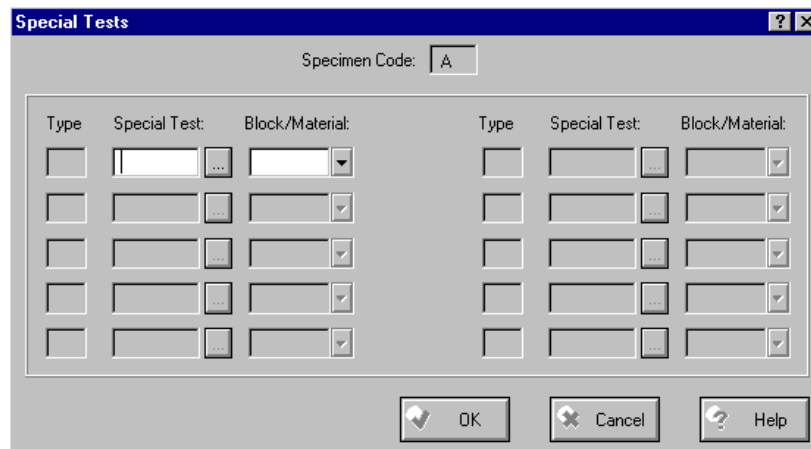 Special Tests
Specimen Code: A
Type Special Test: Block/Material: Type Special Test: Block/Material:
... ...
... ...
... ...
... ...
... ...
OK Cancel Help